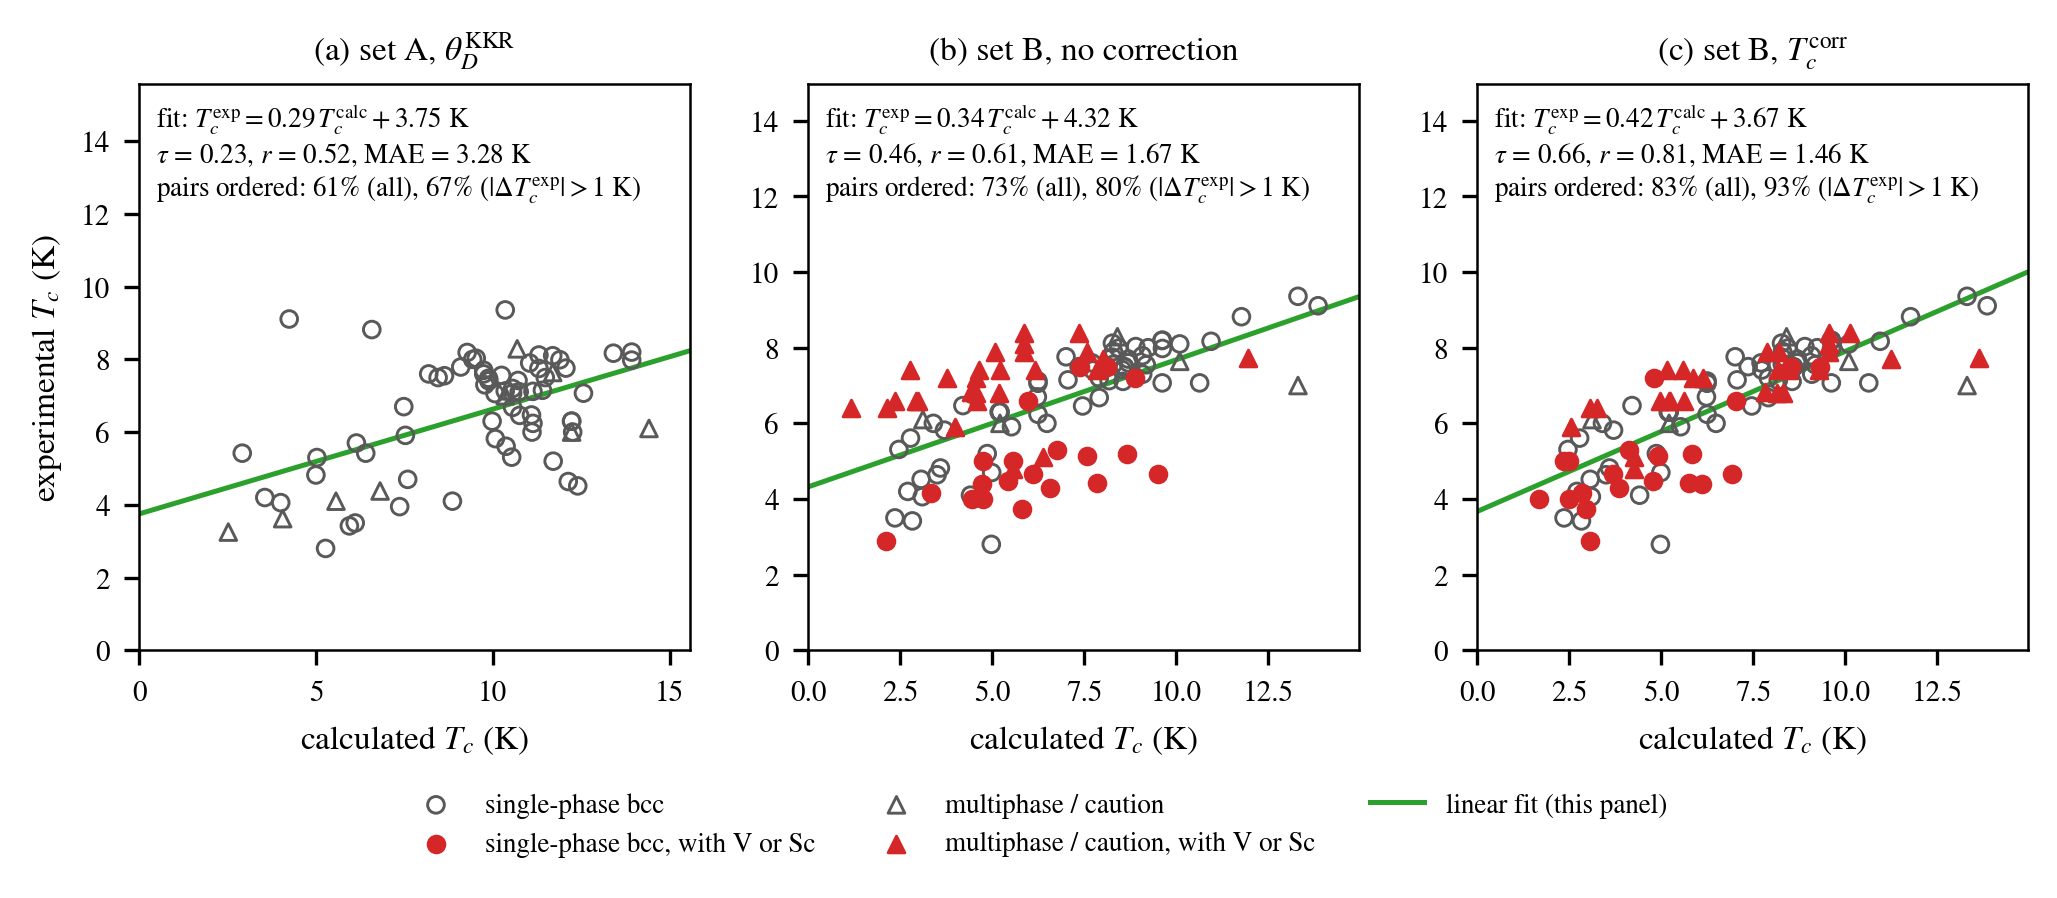 (a) set A, θ_D^KKR
(b) set B, no correction
(c) set B, T_c^corr
fit: T_c^exp = 0.29 T_c^calc + 3.75 K
τ = 0.23, r = 0.52, MAE = 3.28 K
pairs ordered: 61% (all), 67% (|ΔT_c^exp| > 1 K)
fit: T_c^exp = 0.34 T_c^calc + 4.32 K
τ = 0.46, r = 0.61, MAE = 1.67 K
pairs ordered: 73% (all), 80% (|ΔT_c^exp| > 1 K)
fit: T_c^exp = 0.42 T_c^calc + 3.67 K
τ = 0.66, r = 0.81, MAE = 1.46 K
pairs ordered: 83% (all), 93% (|ΔT_c^exp| > 1 K)
experimental T_c (K)
14
12
10
8
6
4
2
0
0 5 10 15
calculated T_c (K)
14
12
10
8
6
4
2
0
0.0 2.5 5.0 7.5 10.0 12.5
calculated T_c (K)
14
12
10
8
6
4
2
0
0.0 2.5 5.0 7.5 10.0 12.5
calculated T_c (K)
single-phase bcc
single-phase bcc, with V or Sc
multiphase / caution
multiphase / caution, with V or Sc
linear fit (this panel)